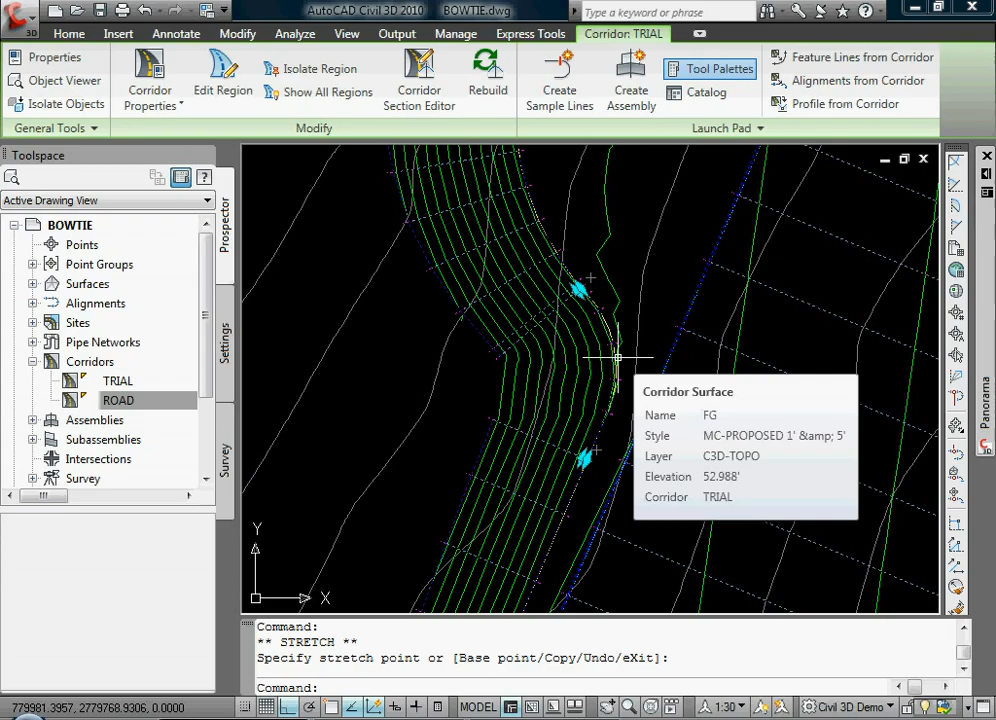 AutoCAD Civil 3D 2010
BOWTIE.dwg
Type a keyword or phrase
3D
Home
Insert
Annotate
Modify
Analyze
View
Output
Manage
Express Tools
Corridor: TRIAL
Properties
Object Viewer
Isolate Objects
General Tools
Corridor
Properties
Edit Region
Isolate Region
Show All Regions
Corridor
Section Editor
Rebuild
Modify
Create
Sample Lines
Create
Assembly
Tool Palettes
Catalog
Feature Lines from Corridor
Alignments from Corridor
Profile from Corridor
Launch Pad
Toolspace
Active Drawing View
BOWTIE
Points
Point Groups
Surfaces
Alignments
Sites
Pipe Networks
Corridors
TRIAL
ROAD
Assemblies
Subassemblies
Intersections
Survey
Prospector
Settings
Survey
Corridor Surface
Name FG
Style MC-PROPOSED 1' &amp; 5'
Layer C3D-TOPO
Elevation 52.988'
Corridor TRIAL
Panorama
Y
X
Command:
** STRETCH **
Specify stretch point or [Base point/Copy/Undo/eXit]:
Command:
779981.3957, 2779768.9306, 0.0000
MODEL
1:30
Civil 3D Demo